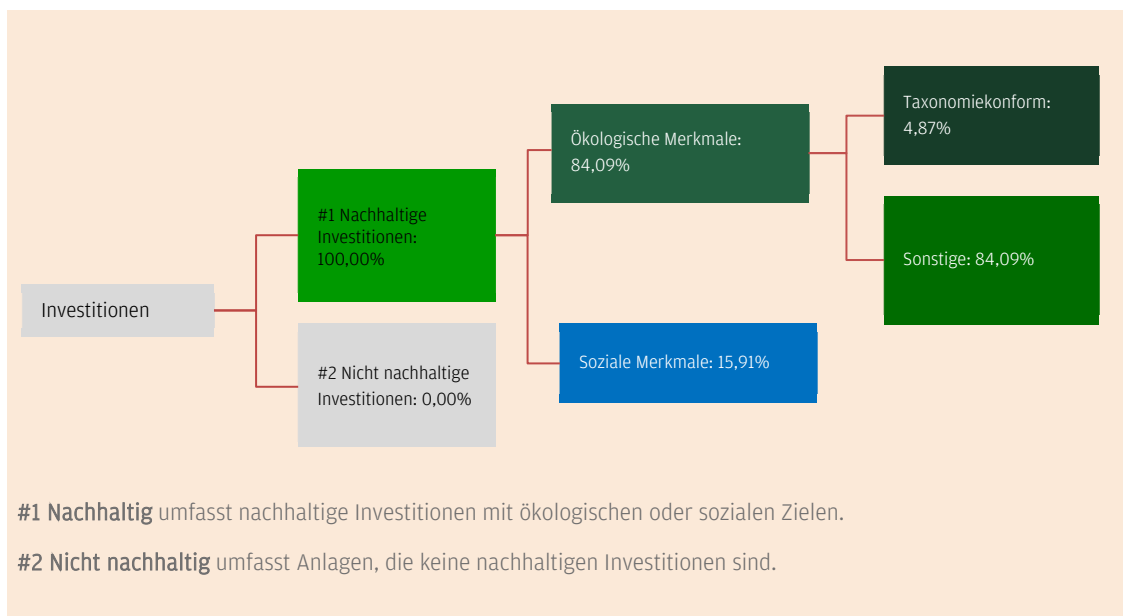 Taxonomiekonform:
4,87%
Ökologische Merkmale:
84,09%
#1 Nachhaltige
Investitionen:
100,00%
Sonstige: 84,09%
Investitionen
Soziale Merkmale: 15,91%
#2 Nicht nachhaltige
Investitionen: 0,00%
#1 Nachhaltig umfasst nachhaltige Investitionen mit ökologischen oder sozialen Zielen.
#2 Nicht nachhaltig umfasst Anlagen, die keine nachhaltigen Investitionen sind.